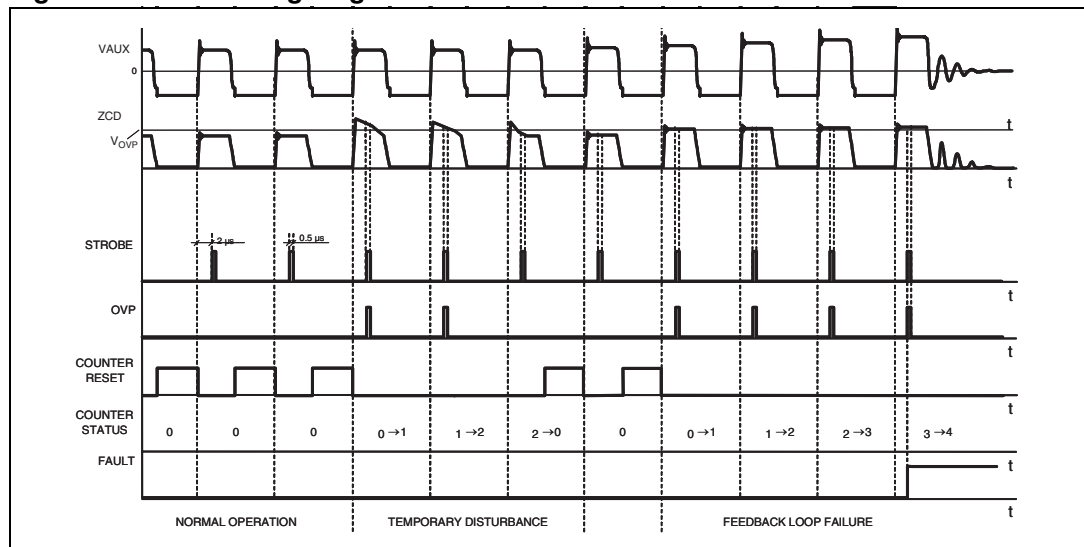 VAUX
0
ZCD
t
VOVP
t
2 µs
0.5 µs
STROBE
t
OVP
t
COUNTER
RESET
t
COUNTER
STATUS
0 0 0 0→1 1→2 2→0 0 0→1 1→2 2→3 3→4
FAULT
t
t
NORMAL OPERATION TEMPORARY DISTURBANCE FEEDBACK LOOP FAILURE